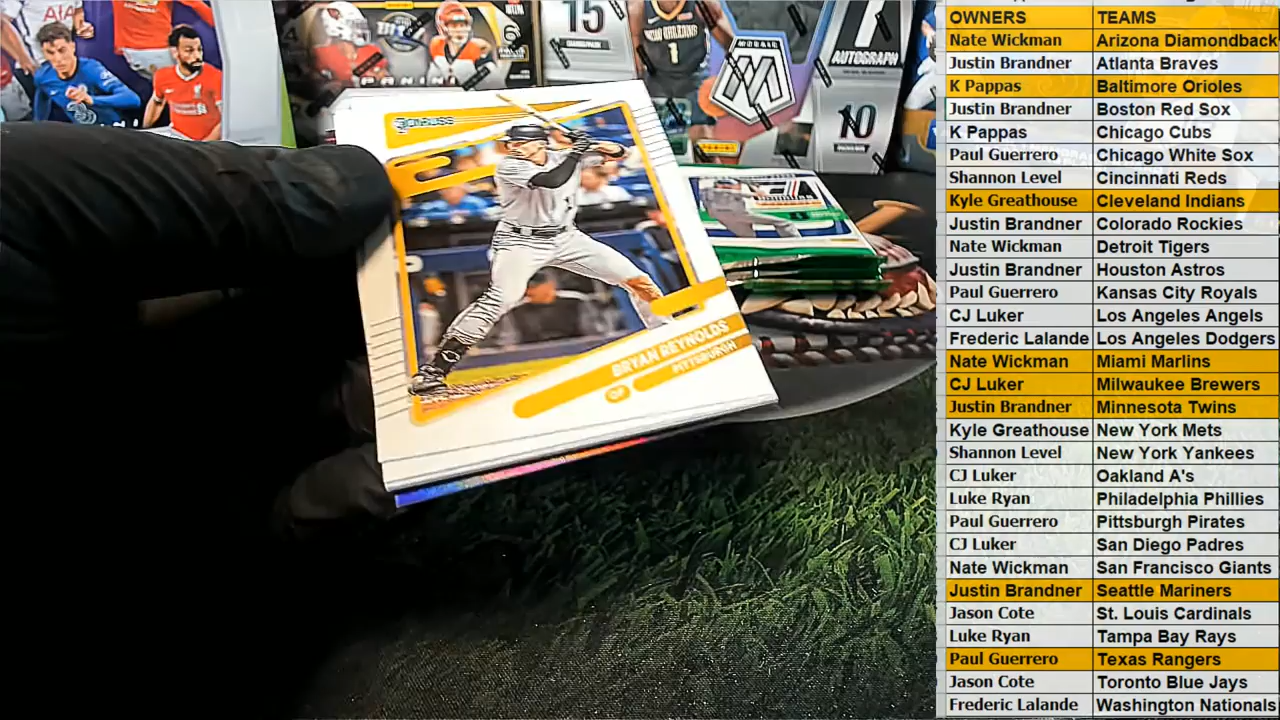 15
7
AUTOGRAPH
10
PANINI
NEW ORLEANS
1
DONRUSS
BRYAN REYNOLDS
OF PITTSBURGH
OWNERS TEAMS
Nate Wickman Arizona Diamondback
Justin Brandner Atlanta Braves
K Pappas Baltimore Orioles
Justin Brandner Boston Red Sox
K Pappas Chicago Cubs
Paul Guerrero Chicago White Sox
Shannon Level Cincinnati Reds
Kyle Greathouse Cleveland Indians
Justin Brandner Colorado Rockies
Nate Wickman Detroit Tigers
Justin Brandner Houston Astros
Paul Guerrero Kansas City Royals
CJ Luker Los Angeles Angels
Frederic Lalande Los Angeles Dodgers
Nate Wickman Miami Marlins
CJ Luker Milwaukee Brewers
Justin Brandner Minnesota Twins
Kyle Greathouse New York Mets
Shannon Level New York Yankees
CJ Luker Oakland A's
Luke Ryan Philadelphia Phillies
Paul Guerrero Pittsburgh Pirates
CJ Luker San Diego Padres
Nate Wickman San Francisco Giants
Justin Brandner Seattle Mariners
Jason Cote St. Louis Cardinals
Luke Ryan Tampa Bay Rays
Paul Guerrero Texas Rangers
Jason Cote Toronto Blue Jays
Frederic Lalande Washington Nationals